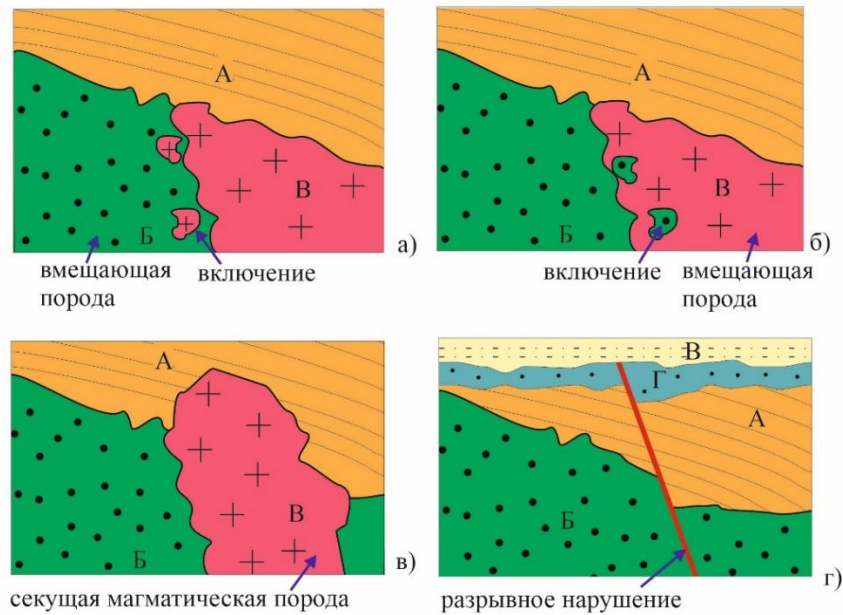 А
В
Б
вмещающая
порода
включение
а)
А
В
Б
включение
вмещающая
порода
б)
А
В
Б
секущая магматическая порода
в)
В
Г
А
Б
разрывное нарушение
г)